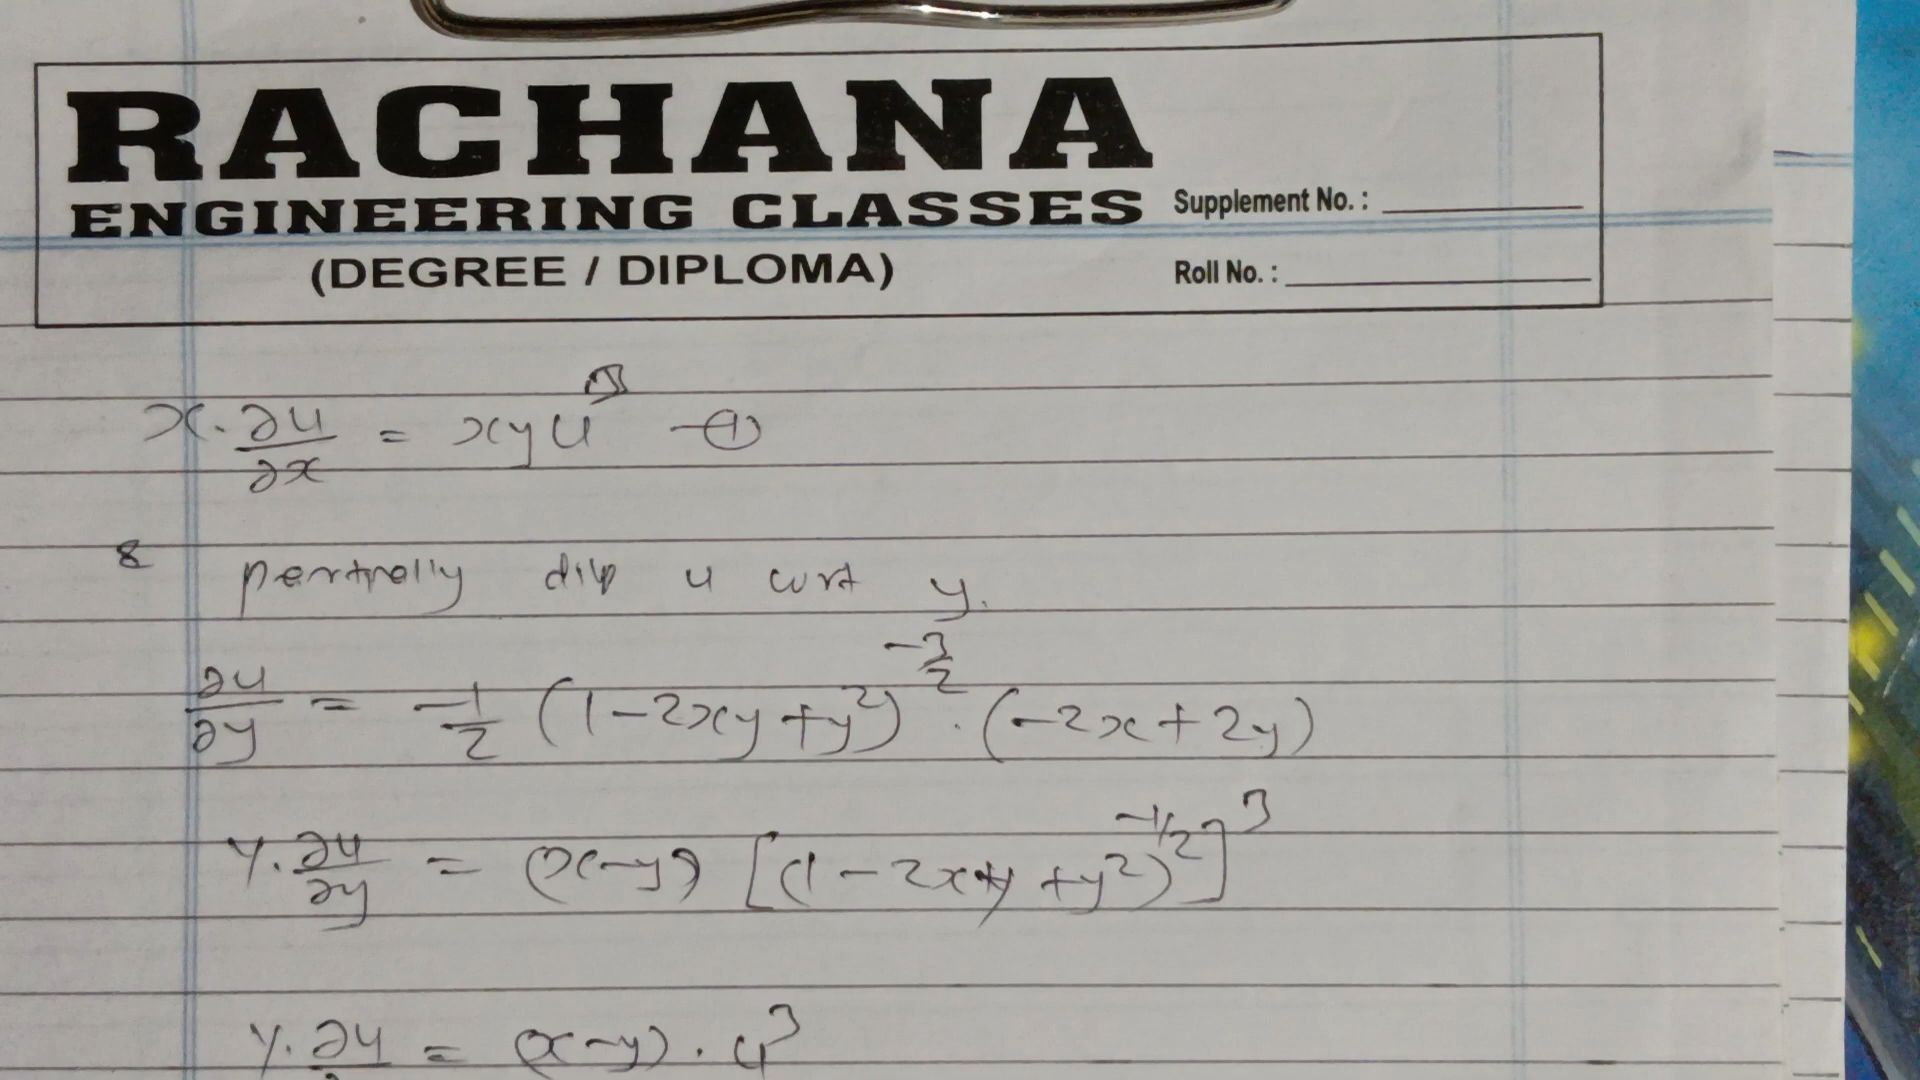 RACHANA
ENGINEERING CLASSES
(DEGREE / DIPLOMA)
Supplement No. :
Roll No. :
x. ∂u/∂x = xyu³ —①
& partially diff u wrt y.
∂u/∂y = -1/2 (1-2xy+y²)^(-3/2) . (-2x+2y)
y. ∂u/∂y = (x-y) [(1-2xy+y²)^(-1/2)]³
y. ∂u = (x-y) . u³